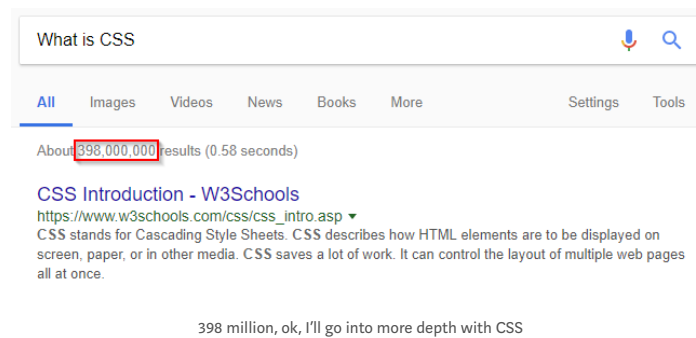 What is CSS
All Images Videos News Books More Settings Tools
About 398,000,000 results (0.58 seconds)
CSS Introduction - W3Schools
https://www.w3schools.com/css/css_intro.asp
CSS stands for Cascading Style Sheets. CSS describes how HTML elements are to be displayed on
screen, paper, or in other media. CSS saves a lot of work. It can control the layout of multiple web pages
all at once.
398 million, ok, I’ll go into more depth with CSS